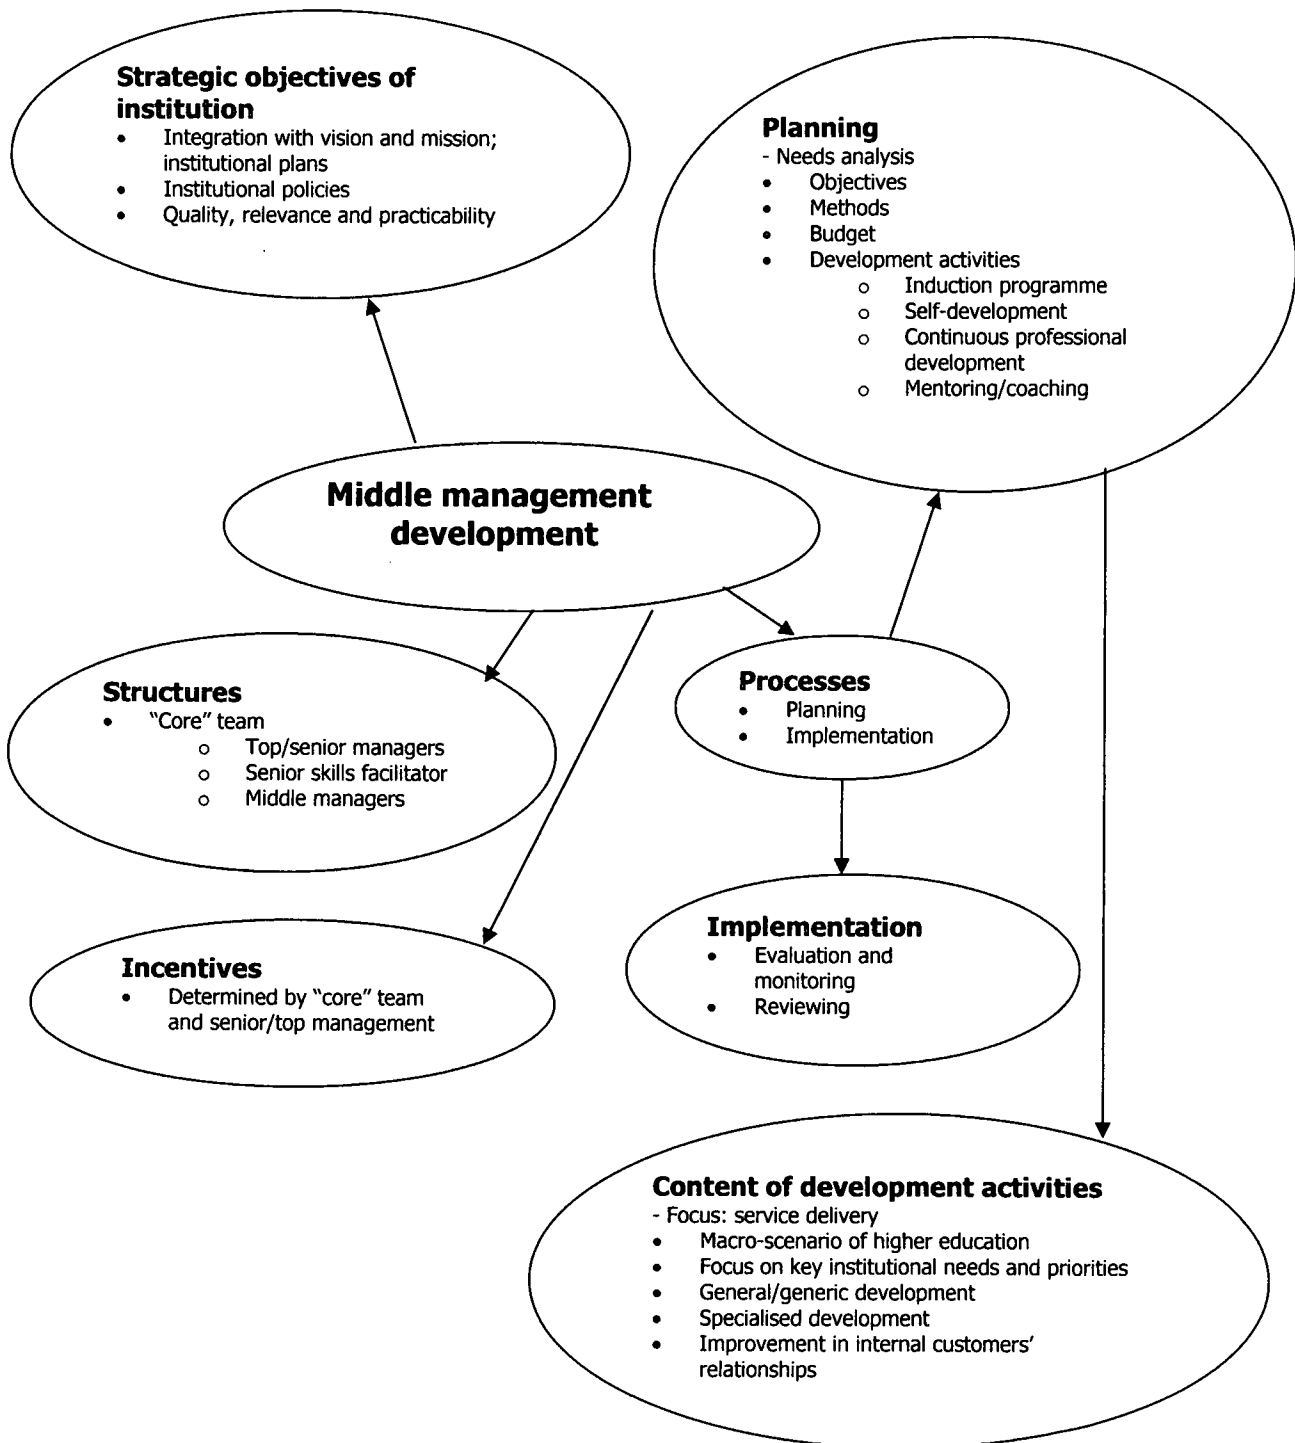 Strategic objectives of
institution
• Integration with vision and mission;
institutional plans
• Institutional policies
• Quality, relevance and practicability
Planning
- Needs analysis
• Objectives
• Methods
• Budget
• Development activities
o Induction programme
o Self-development
o Continuous professional
development
o Mentoring/coaching
Middle management
development
Structures
• “Core” team
o Top/senior managers
o Senior skills facilitator
o Middle managers
Processes
• Planning
• Implementation
Incentives
• Determined by “core” team
and senior/top management
Implementation
• Evaluation and
monitoring
• Reviewing
Content of development activities
- Focus: service delivery
• Macro-scenario of higher education
• Focus on key institutional needs and priorities
• General/generic development
• Specialised development
• Improvement in internal customers’
relationships